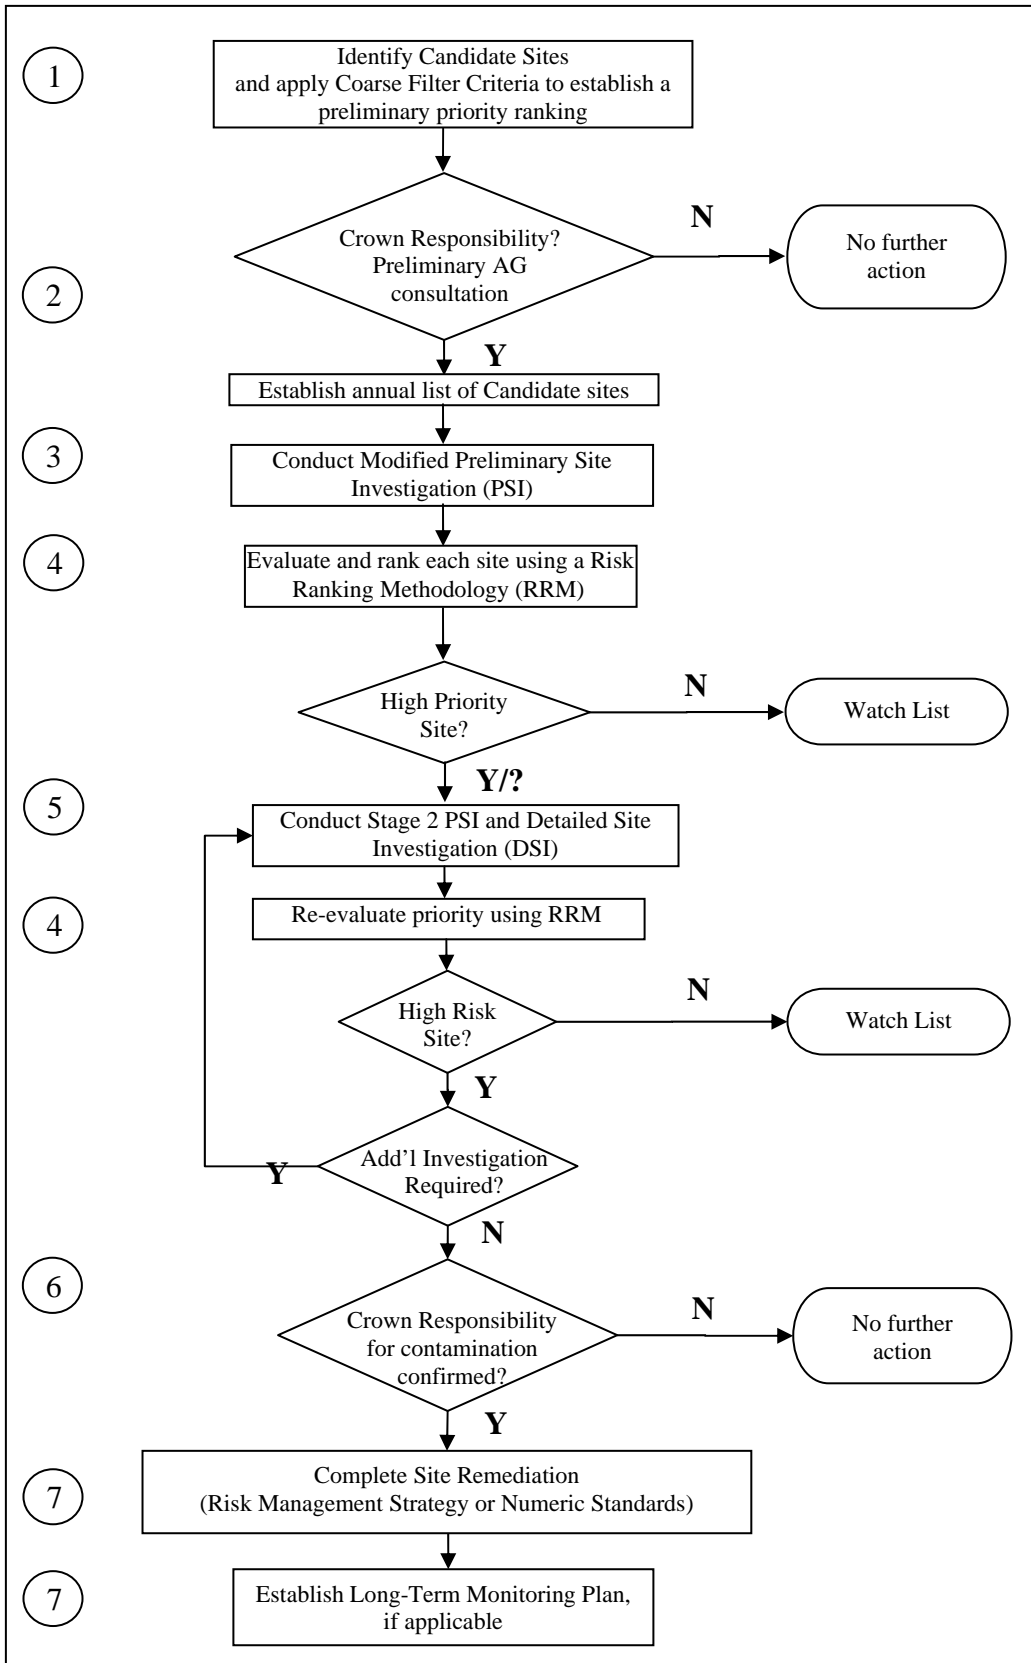 1
Identify Candidate Sites
and apply Coarse Filter Criteria to establish a
preliminary priority ranking
N
Crown Responsibility?
Preliminary AG
consultation
No further
action
2
Y
Establish annual list of Candidate sites
3
Conduct Modified Preliminary Site
Investigation (PSI)
4
Evaluate and rank each site using a Risk
Ranking Methodology (RRM)
N
High Priority
Site?
Watch List
Y/?
5
Conduct Stage 2 PSI and Detailed Site
Investigation (DSI)
4
Re-evaluate priority using RRM
N
High Risk
Site?
Watch List
Y
Add'l Investigation
Required?
Y
N
6
Crown Responsibility
for contamination
confirmed?
N
No further
action
Y
7
Complete Site Remediation
(Risk Management Strategy or Numeric Standards)
7
Establish Long-Term Monitoring Plan,
if applicable